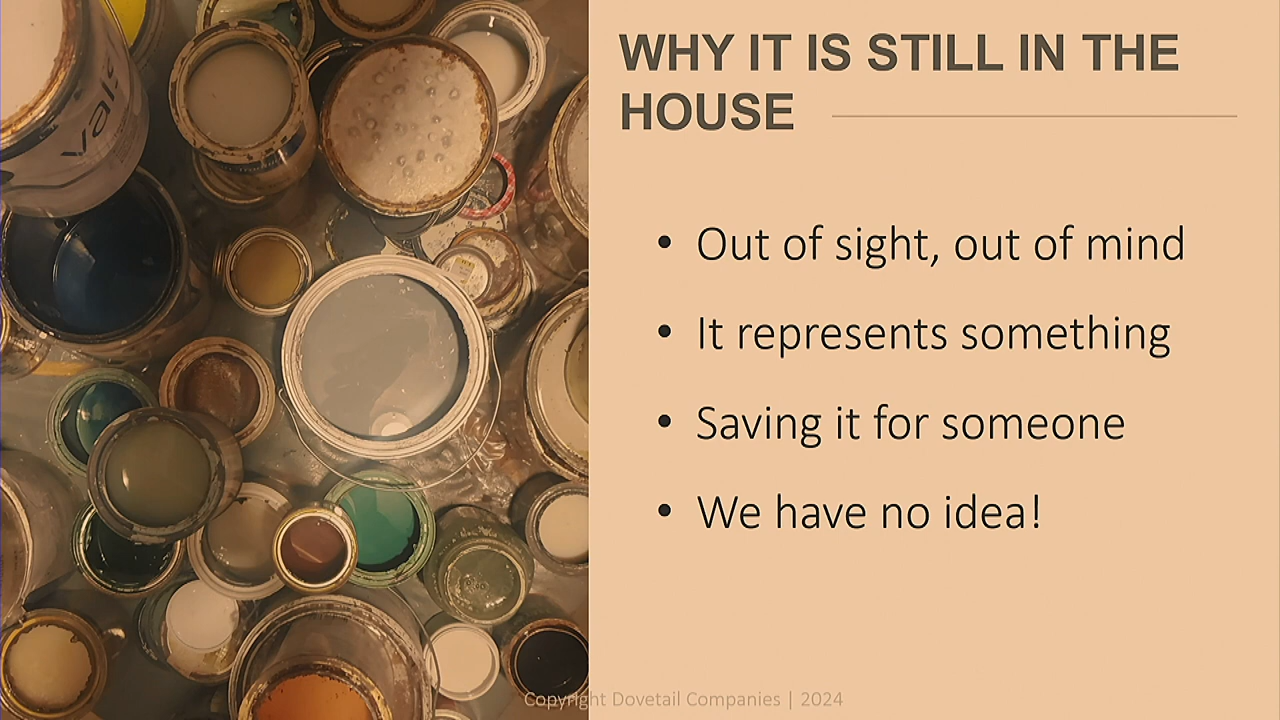 WHY IT IS STILL IN THE
HOUSE
• Out of sight, out of mind
• It represents something
• Saving it for someone
• We have no idea!
Copyright Dovetail Companies | 2024